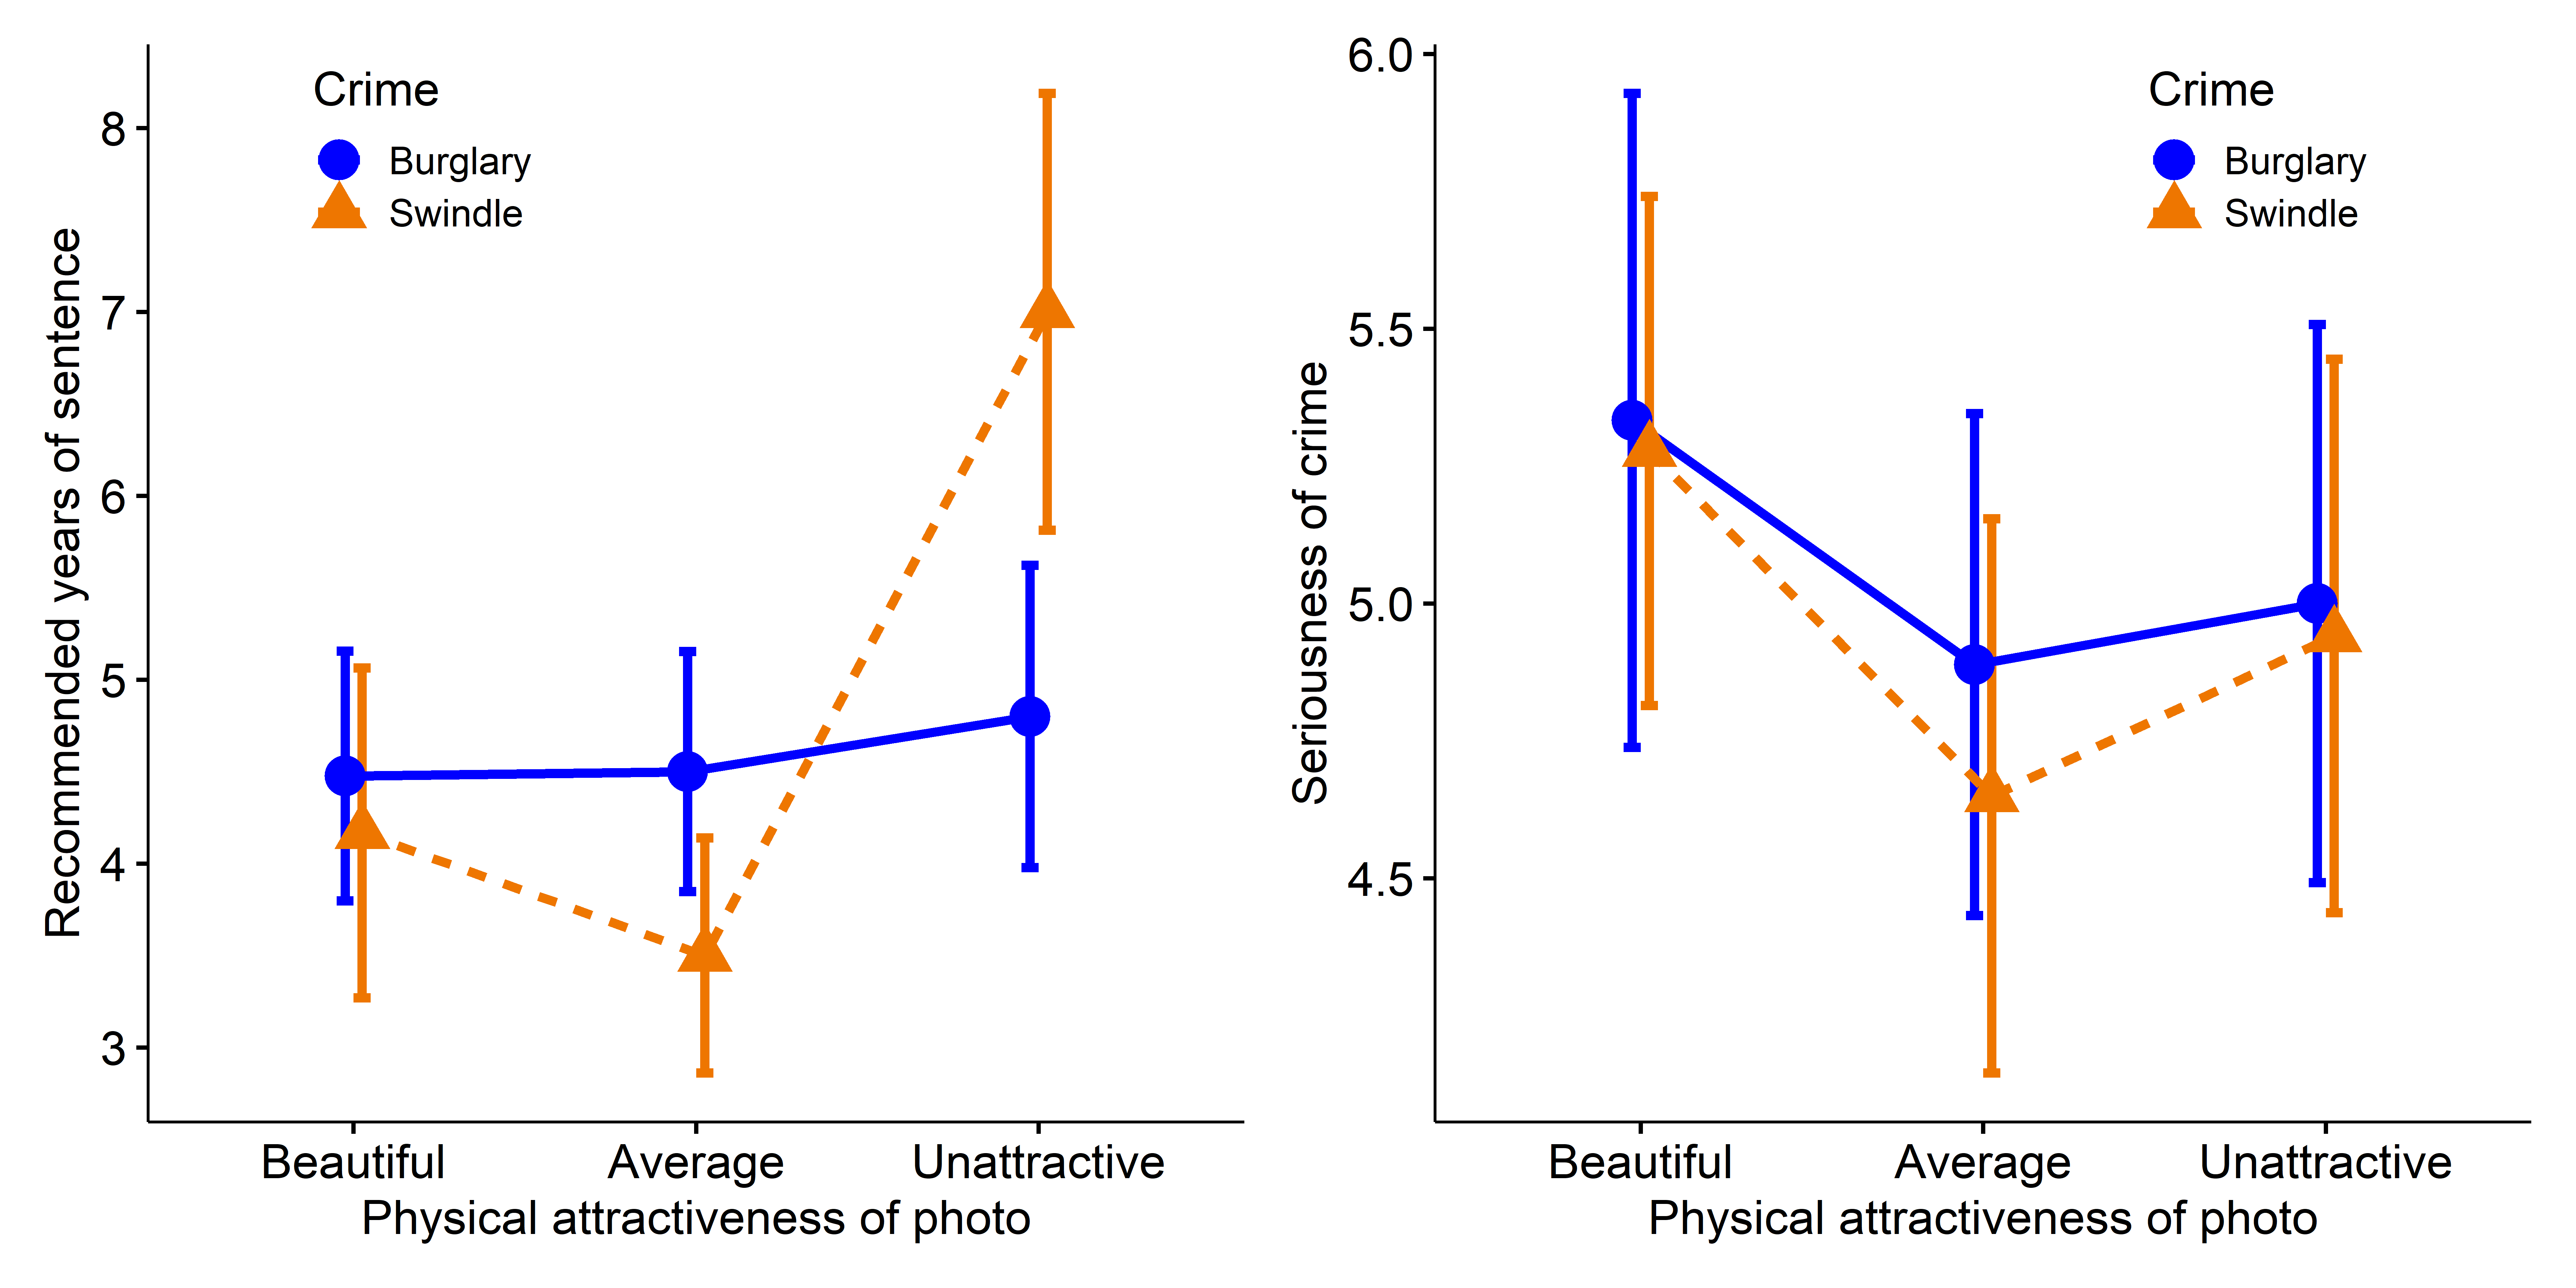 Crime
Burglary
Swindle
Recommended years of sentence
8
7
6
5
4
3
Beautiful Average Unattractive
Physical attractiveness of photo
Crime
Burglary
Swindle
Seriousness of crime
6.0
5.5
5.0
4.5
Beautiful Average Unattractive
Physical attractiveness of photo